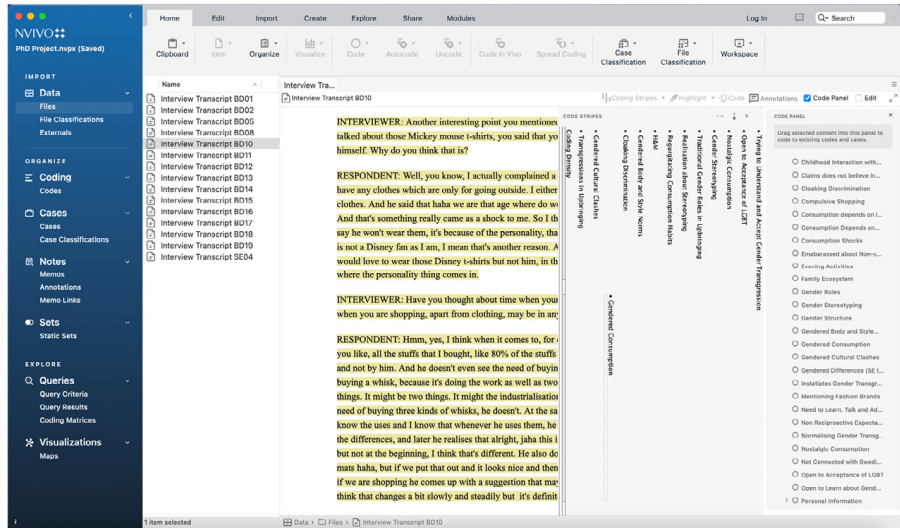 NVIVO
PhD Project.nvpx (Saved)
IMPORT
Data
Files
File Classifications
Externals
ORGANIZE
Coding
Codes
Cases
Cases
Case Classifications
Notes
Memos
Annotations
Memo Links
Sets
Static Sets
EXPLORE
Queries
Query Criteria
Query Results
Coding Matrices
Visualizations
Maps
Home Edit Import Create Explore Share Modules Log In Search
Clipboard Item Organize Visualize Code Autocode Uncode Code In Vivo Spread Coding Case Classification File Classification Workspace
Name
Interview Transcript BD01
Interview Transcript BD02
Interview Transcript BD05
Interview Transcript BD08
Interview Transcript BD10
Interview Transcript BD11
Interview Transcript BD12
Interview Transcript BD13
Interview Transcript BD14
Interview Transcript BD15
Interview Transcript BD16
Interview Transcript BD17
Interview Transcript BD18
Interview Transcript BD19
Interview Transcript SE04
Interview Tra...
Interview Transcript BD10
Coding Stripes Highlight Code Annotations Code Panel Edit
INTERVIEWER: Another interesting point you mentioned
talked about those Mickey mouse t-shirts, you said that yo
himself. Why do you think that is?
RESPONDENT: Well, you know, I actually complained a
have any clothes which are only for going outside. I either
clothes. And he said that haha we are that age where do we
And that's something really came as a shock to me. So I th
say he won't wear them, it's because of the personality, tha
is not a Disney fan as I am, I mean that's another reason. A
would love to wear those Disney t-shirts but not him, in th
where the personality thing comes in.
INTERVIEWER: Have you thought about time when your
when you are shopping, apart from clothing, may be in any
RESPONDENT: Hmm, yes, I think when it comes to, for
you like, all the stuffs that I bought, like 80% of the stuffs
and not by him. And he doesn't even see the need of buyin
buying a whisk, because it's doing the work as well as two
things. It might be two things. It might the industrialisation
need of buying three kinds of whisks, he doesn't. At the sa
know the uses and I know that whenever he uses them, he
the differences, and later he realises that alright, jaha this i
but not at the beginning, I think that's different. He also do
mats haha, but if we put that out and it looks nice and then
if we are shopping he comes up with a suggestion that may
think that changes a bit slowly and steadily but it's definit
CODE STRIPES
Coding Density
Transgressions in Upbringing
Gendered Cultural Clashes
Gendered Consumption
Cloaking Discrimination
Gendered Body and Style Norms
H&M
Regurgitating Consumption Habits
Realisation about Stereotyping
Traditional Gender Roles in Upbringing
Gender Stereotyping
Nostalgic Consumption
Open to Acceptance of LGBT
Trying to Understand and Accept Gender Transgression
CODE PANEL
Drag selected content into this panel to
code to existing codes and cases.
Childhood Interaction with...
Claims does not believe in...
Cloaking Discrimination
Compulsive Shopping
Consumption depends on I...
Consumption Depends on...
Consumption Shocks
Emabarassed about Non-c...
Evening Activities
Family Ecosystem
Gender Roles
Gender Stereotyping
Gender Structure
Gendered Body and Style...
Gendered Consumption
Gendered Cultural Clashes
Gendered Differences (SE t...
Instatiates Gender Transgr...
Mentioning Fashion Brands
Need to Learn, Talk and Ad...
Non Reciproactive Expecta...
Normalising Gender Transg...
Nostalgic Consumption
Not Connected with Swedi...
Open to Acceptance of LGBT
Open to Learn about Gend...
Personal Information
1 item selected
Data Files Interview Transcript BD10